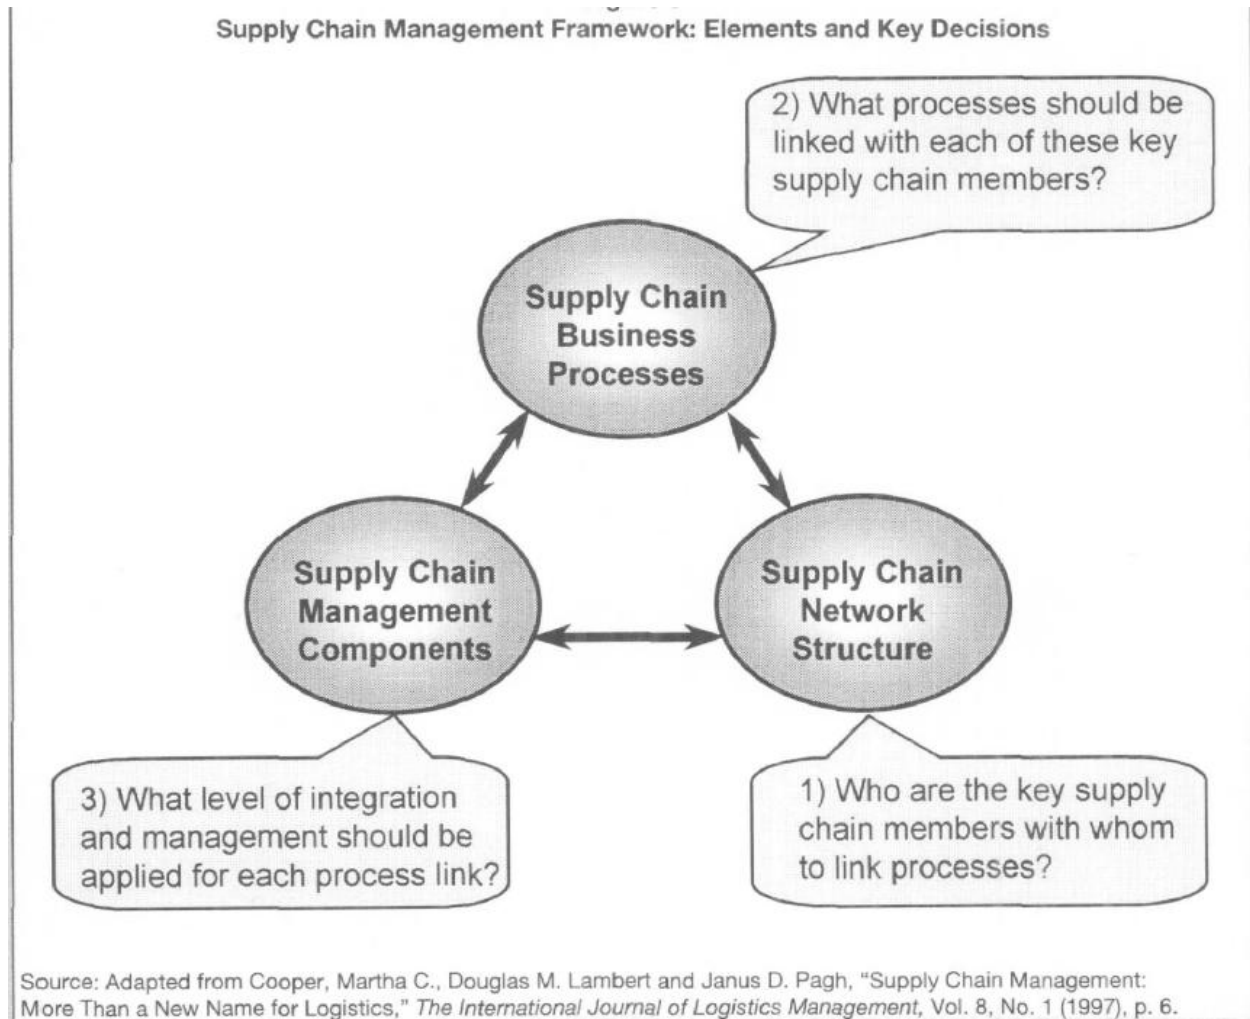 Supply Chain Management Framework: Elements and Key Decisions
2) What processes should be
linked with each of these key
supply chain members?
Supply Chain
Business
Processes
Supply Chain
Management
Components
Supply Chain
Network
Structure
3) What level of integration
and management should be
applied for each process link?
1) Who are the key supply
chain members with whom
to link processes?
Source: Adapted from Cooper, Martha C., Douglas M. Lambert and Janus D. Pagh, “Supply Chain Management:
More Than a New Name for Logistics,” The International Journal of Logistics Management, Vol. 8, No. 1 (1997), p. 6.